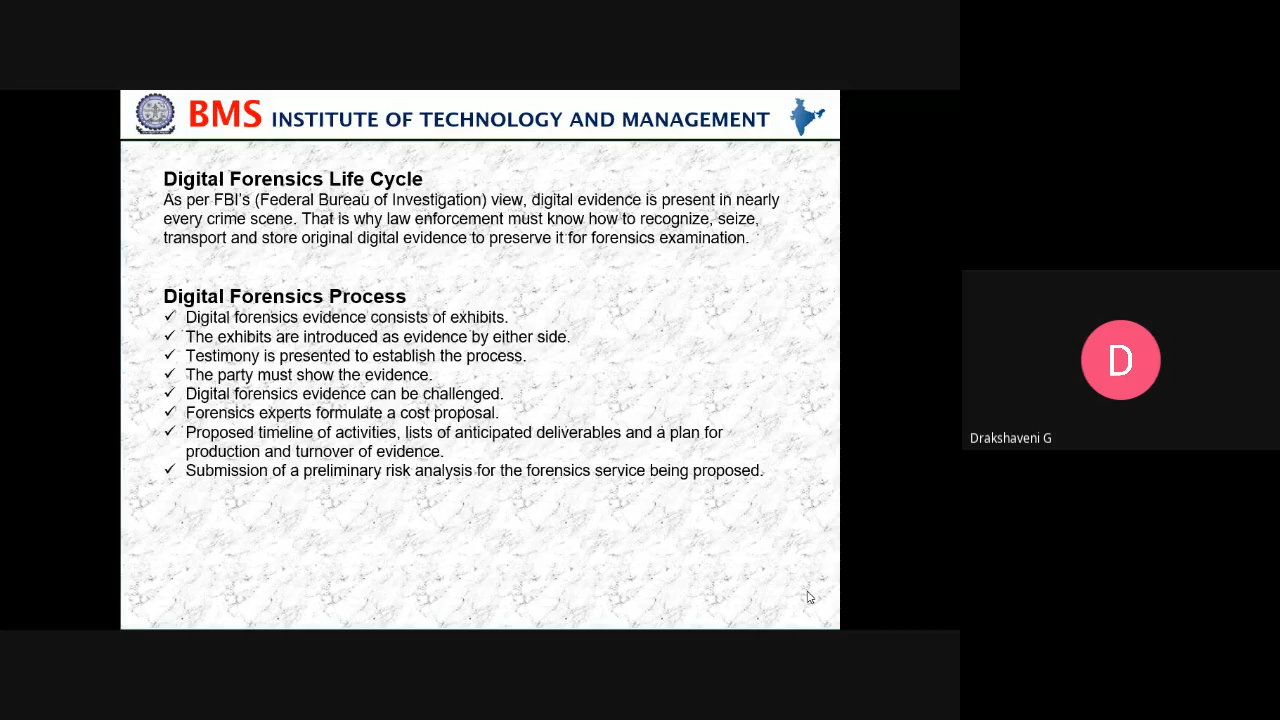 BMS INSTITUTE OF TECHNOLOGY AND MANAGEMENT
Digital Forensics Life Cycle
As per FBI's (Federal Bureau of Investigation) view, digital evidence is present in nearly
every crime scene. That is why law enforcement must know how to recognize, seize,
transport and store original digital evidence to preserve it for forensics examination.
Digital Forensics Process
✓ Digital forensics evidence consists of exhibits.
✓ The exhibits are introduced as evidence by either side.
✓ Testimony is presented to establish the process.
✓ The party must show the evidence.
✓ Digital forensics evidence can be challenged.
✓ Forensics experts formulate a cost proposal.
✓ Proposed timeline of activities, lists of anticipated deliverables and a plan for
production and turnover of evidence.
✓ Submission of a preliminary risk analysis for the forensics service being proposed.
D
Drakshaveni G